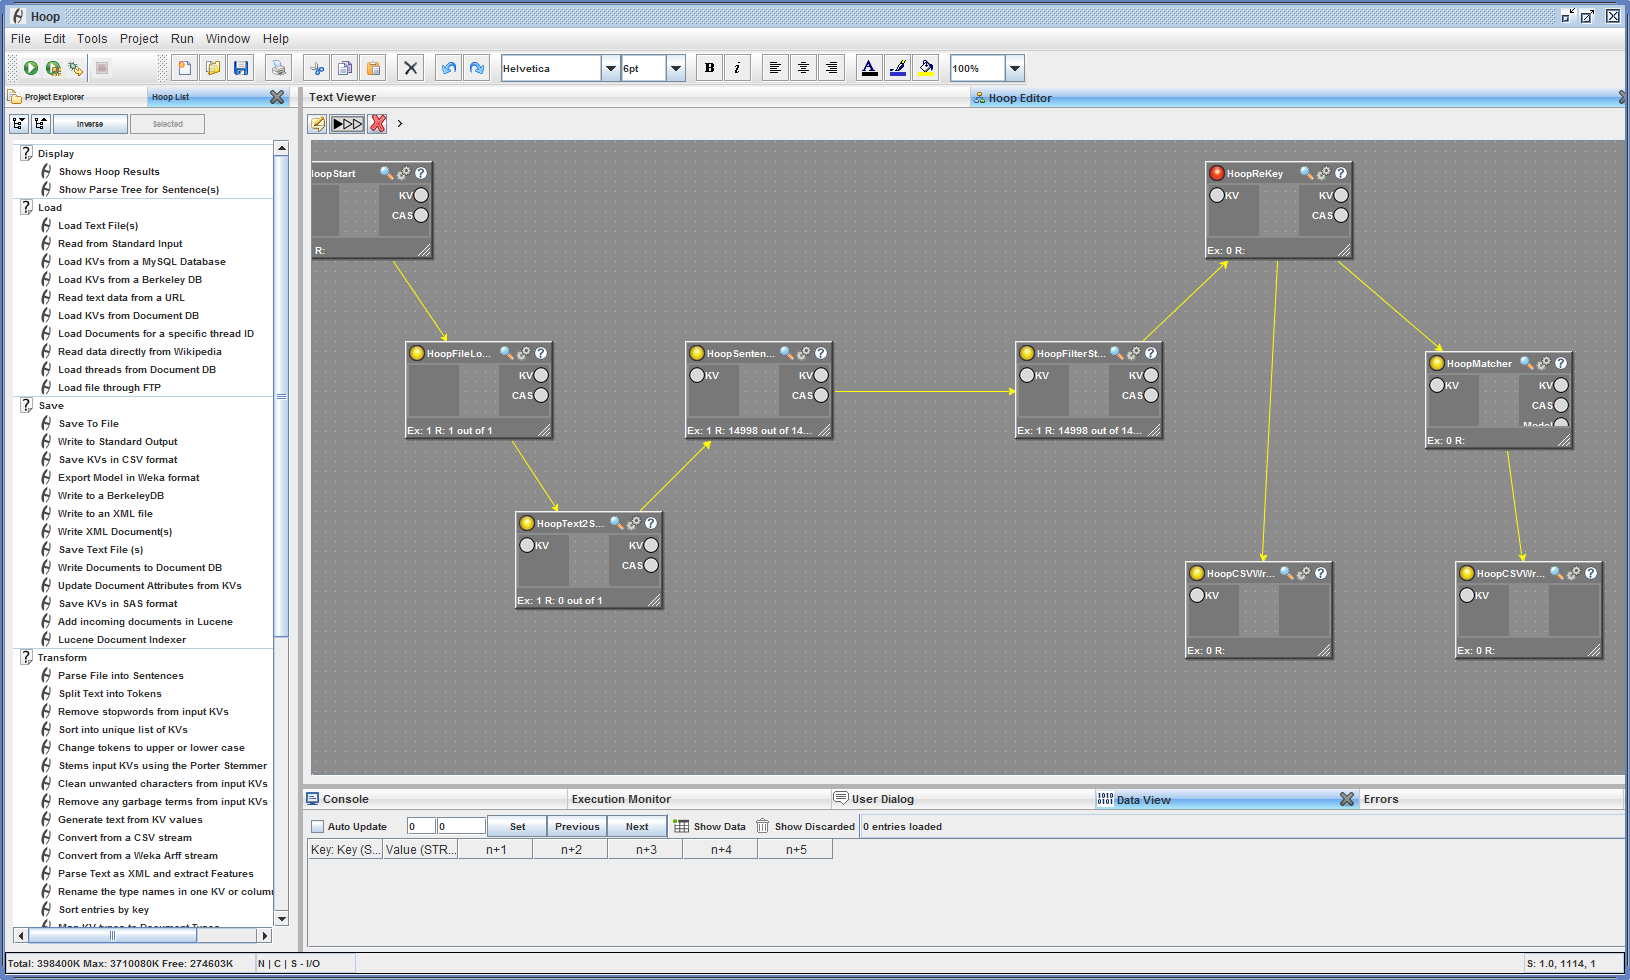 Hoop
File Edit Tools Project Run Window Help
Helvetica 6pt B i A 100%
Project Explorer Hoop List
Inverse Selected
Display
Shows Hoop Results
Show Parse Tree for Sentence(s)
Load
Load Text File(s)
Read from Standard Input
Load KVs from a MySQL Database
Load KVs from a Berkeley DB
Read text data from a URL
Load KVs from Document DB
Load Documents for a specific thread ID
Read data directly from Wikipedia
Load threads from Document DB
Load file through FTP
Save
Save To File
Write to Standard Output
Save KVs in CSV format
Export Model in Weka format
Write to a BerkeleyDB
Write to an XML file
Write XML Document(s)
Save Text File (s)
Write Documents to Document DB
Update Document Attributes from KVs
Save KVs in SAS format
Add incoming documents in Lucene
Lucene Document Indexer
Transform
Parse File into Sentences
Split Text into Tokens
Remove stopwords from input KVs
Sort into unique list of KVs
Change tokens to upper or lower case
Stems input KVs using the Porter Stemmer
Clean unwanted characters from input KVs
Remove any garbage terms from input KVs
Generate text from KV values
Convert from a CSV stream
Convert from a Weka Arff stream
Parse Text as XML and extract Features
Rename the type names in one KV or colum
Sort entries by key
Map KV types to Document Types
Text Viewer Hoop Editor
HoopStart
KV
CAS
R:
HoopReKey
KV KV
CAS
Ex: 0 R:
HoopFileLo...
KV
CAS
Ex: 1 R: 1 out of 1
HoopSenten...
KV KV
CAS
Ex: 1 R: 14998 out of 14...
HoopFilterSt...
KV KV
CAS
Ex: 1 R: 14998 out of 14...
HoopMatcher
KV KV
CAS
Model
Ex: 0 R:
HoopText2S...
KV KV
CAS
Ex: 1 R: 0 out of 1
HoopCSVWr...
KV
Ex: 0 R:
HoopCSVWr...
KV
Ex: 0 R:
Console Execution Monitor User Dialog Data View Errors
Auto Update 0 0 Set Previous Next Show Data Show Discarded 0 entries loaded
Key: Key (S... Value (STR... n+1 n+2 n+3 n+4 n+5
Total: 398400K Max: 3710080K Free: 274603K N | C | S - I/O S: 1.0, 1114, 1